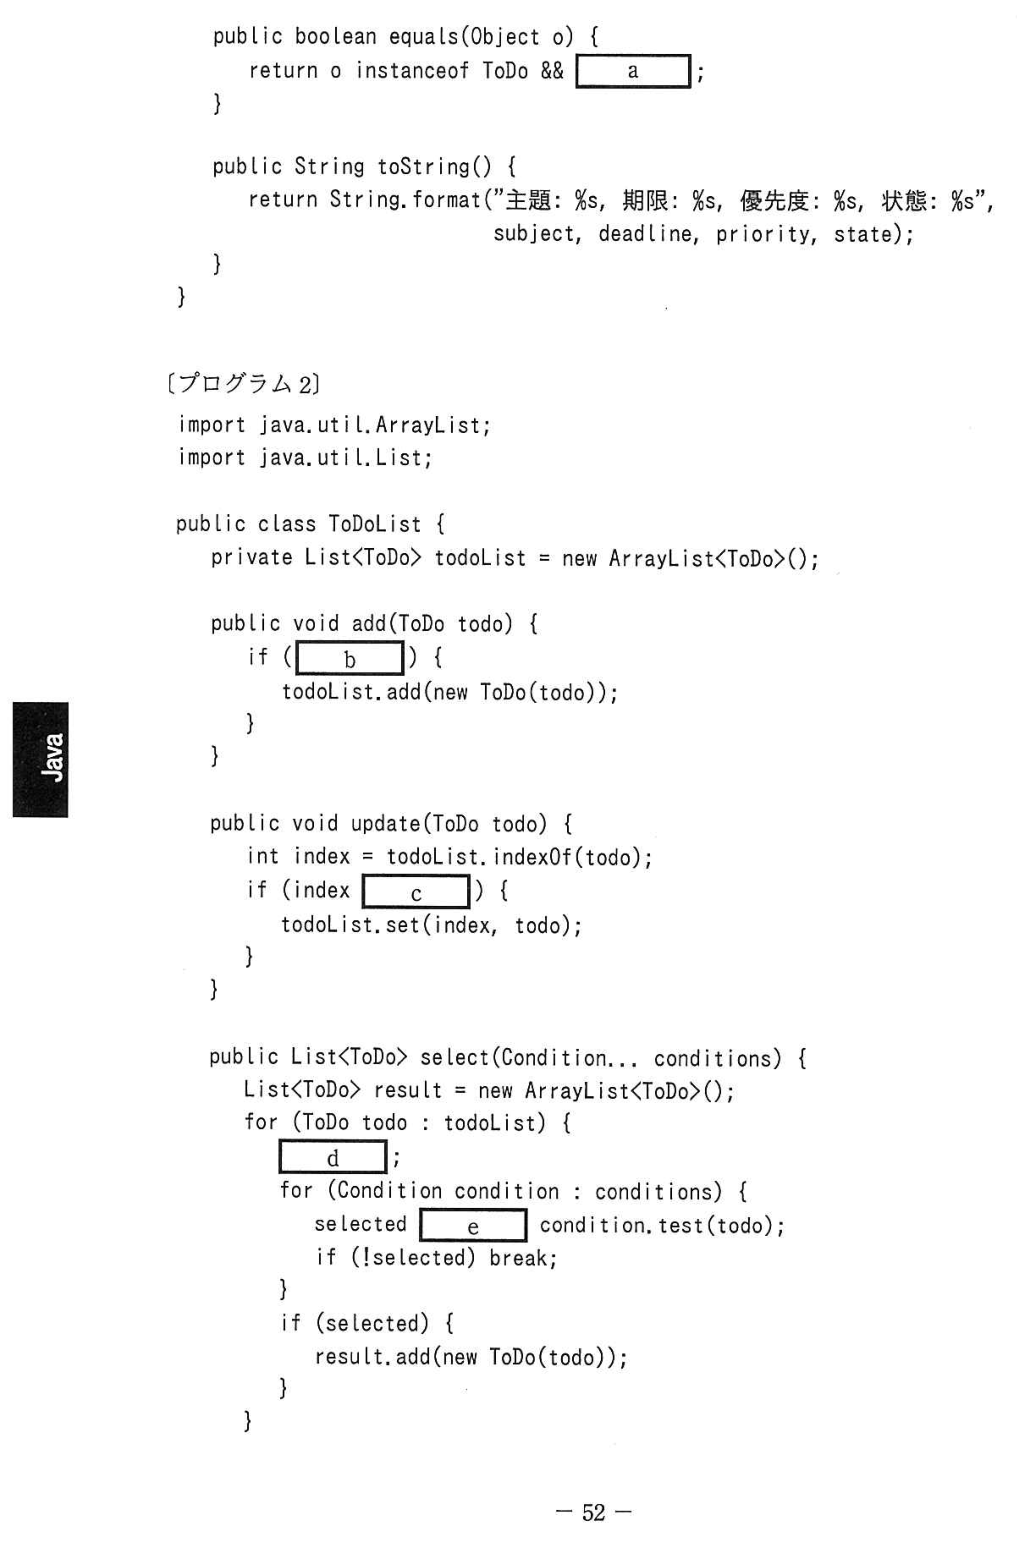 public boolean equals(Object o) {
return o instanceof ToDo && a ;
}
public String toString() {
return String.format("主題: %s, 期限: %s, 優先度: %s, 状態: %s",
subject, deadline, priority, state);
}
}
〔プログラム 2〕
import java.util.ArrayList;
import java.util.List;
public class ToDoList {
private List<ToDo> todoList = new ArrayList<ToDo>();
public void add(ToDo todo) {
if ( b ) {
todoList.add(new ToDo(todo));
}
}
public void update(ToDo todo) {
int index = todoList.indexOf(todo);
if (index c ) {
todoList.set(index, todo);
}
}
public List<ToDo> select(Condition... conditions) {
List<ToDo> result = new ArrayList<ToDo>();
for (ToDo todo : todoList) {
d ;
for (Condition condition : conditions) {
selected e condition.test(todo);
if (!selected) break;
}
if (selected) {
result.add(new ToDo(todo));
}
}
Java
— 52 —